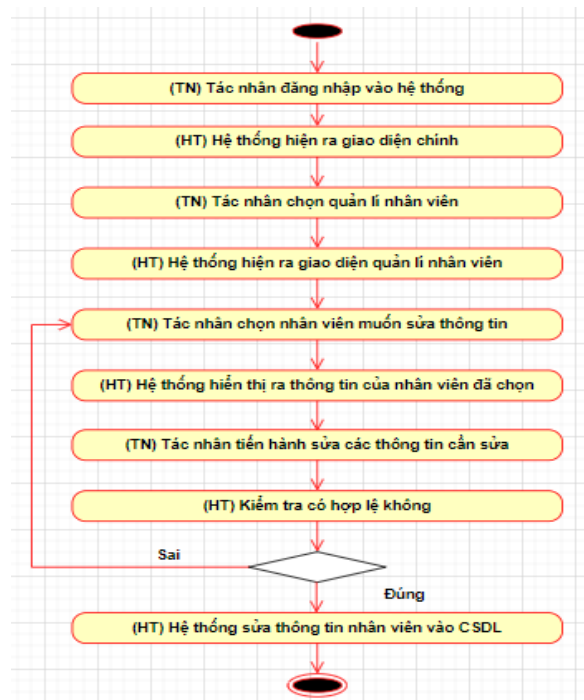 (TN) Tác nhân đăng nhập vào hệ thống
(HT) Hệ thống hiện ra giao diện chính
(TN) Tác nhân chọn quản lí nhân viên
(HT) Hệ thống hiện ra giao diện quản lí nhân viên
(TN) Tác nhân chọn nhân viên muốn sửa thông tin
(HT) Hệ thống hiển thị ra thông tin của nhân viên đã chọn
(TN) Tác nhân tiến hành sửa các thông tin cần sửa
(HT) Kiểm tra có hợp lệ không
Sai
Đúng
(HT) Hệ thống sửa thông tin nhân viên vào CSDL